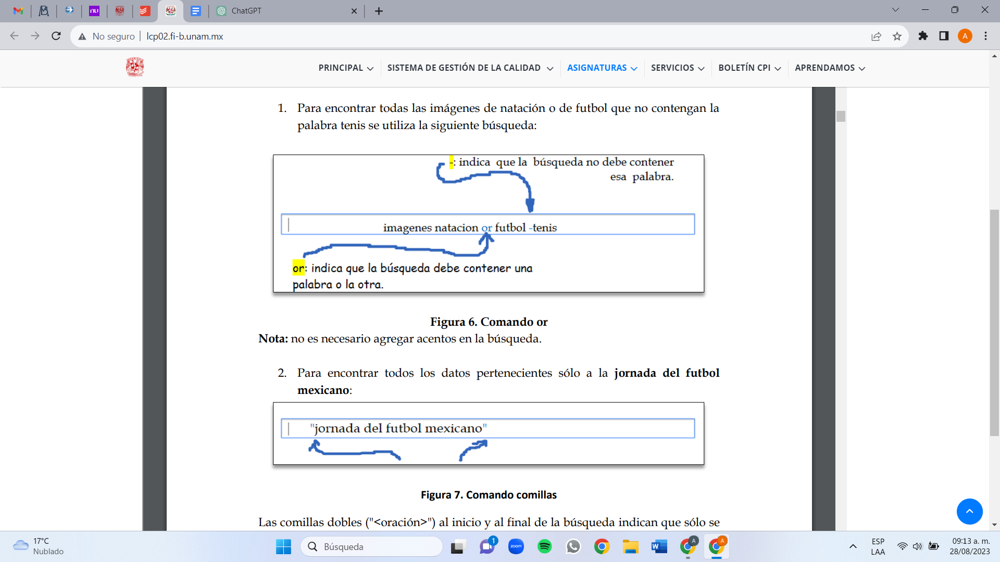 ChatGPT
No seguro
lcp02.fi-b.unam.mx
A
PRINCIPAL
SISTEMA DE GESTIÓN DE LA CALIDAD
ASIGNATURAS
SERVICIOS
BOLETÍN CPI
APRENDAMOS
1. Para encontrar todas las imágenes de natación o de futbol que no contengan la
palabra tenis se utiliza la siguiente búsqueda:
-: indica que la búsqueda no debe contener
esa palabra.
imagenes natacion or futbol -tenis
or: indica que la búsqueda debe contener una
palabra o la otra.
Figura 6. Comando or
Nota: no es necesario agregar acentos en la búsqueda.
2. Para encontrar todos los datos pertenecientes sólo a la jornada del futbol
mexicano:
"jornada del futbol mexicano"
Figura 7. Comando comillas
Las comillas dobles ("<oración>") al inicio y al final de la búsqueda indican que sólo se
17°C
Nublado
Búsqueda
1
zoom
W
A
A
ESP
LAA
09:13 a. m.
28/08/2023